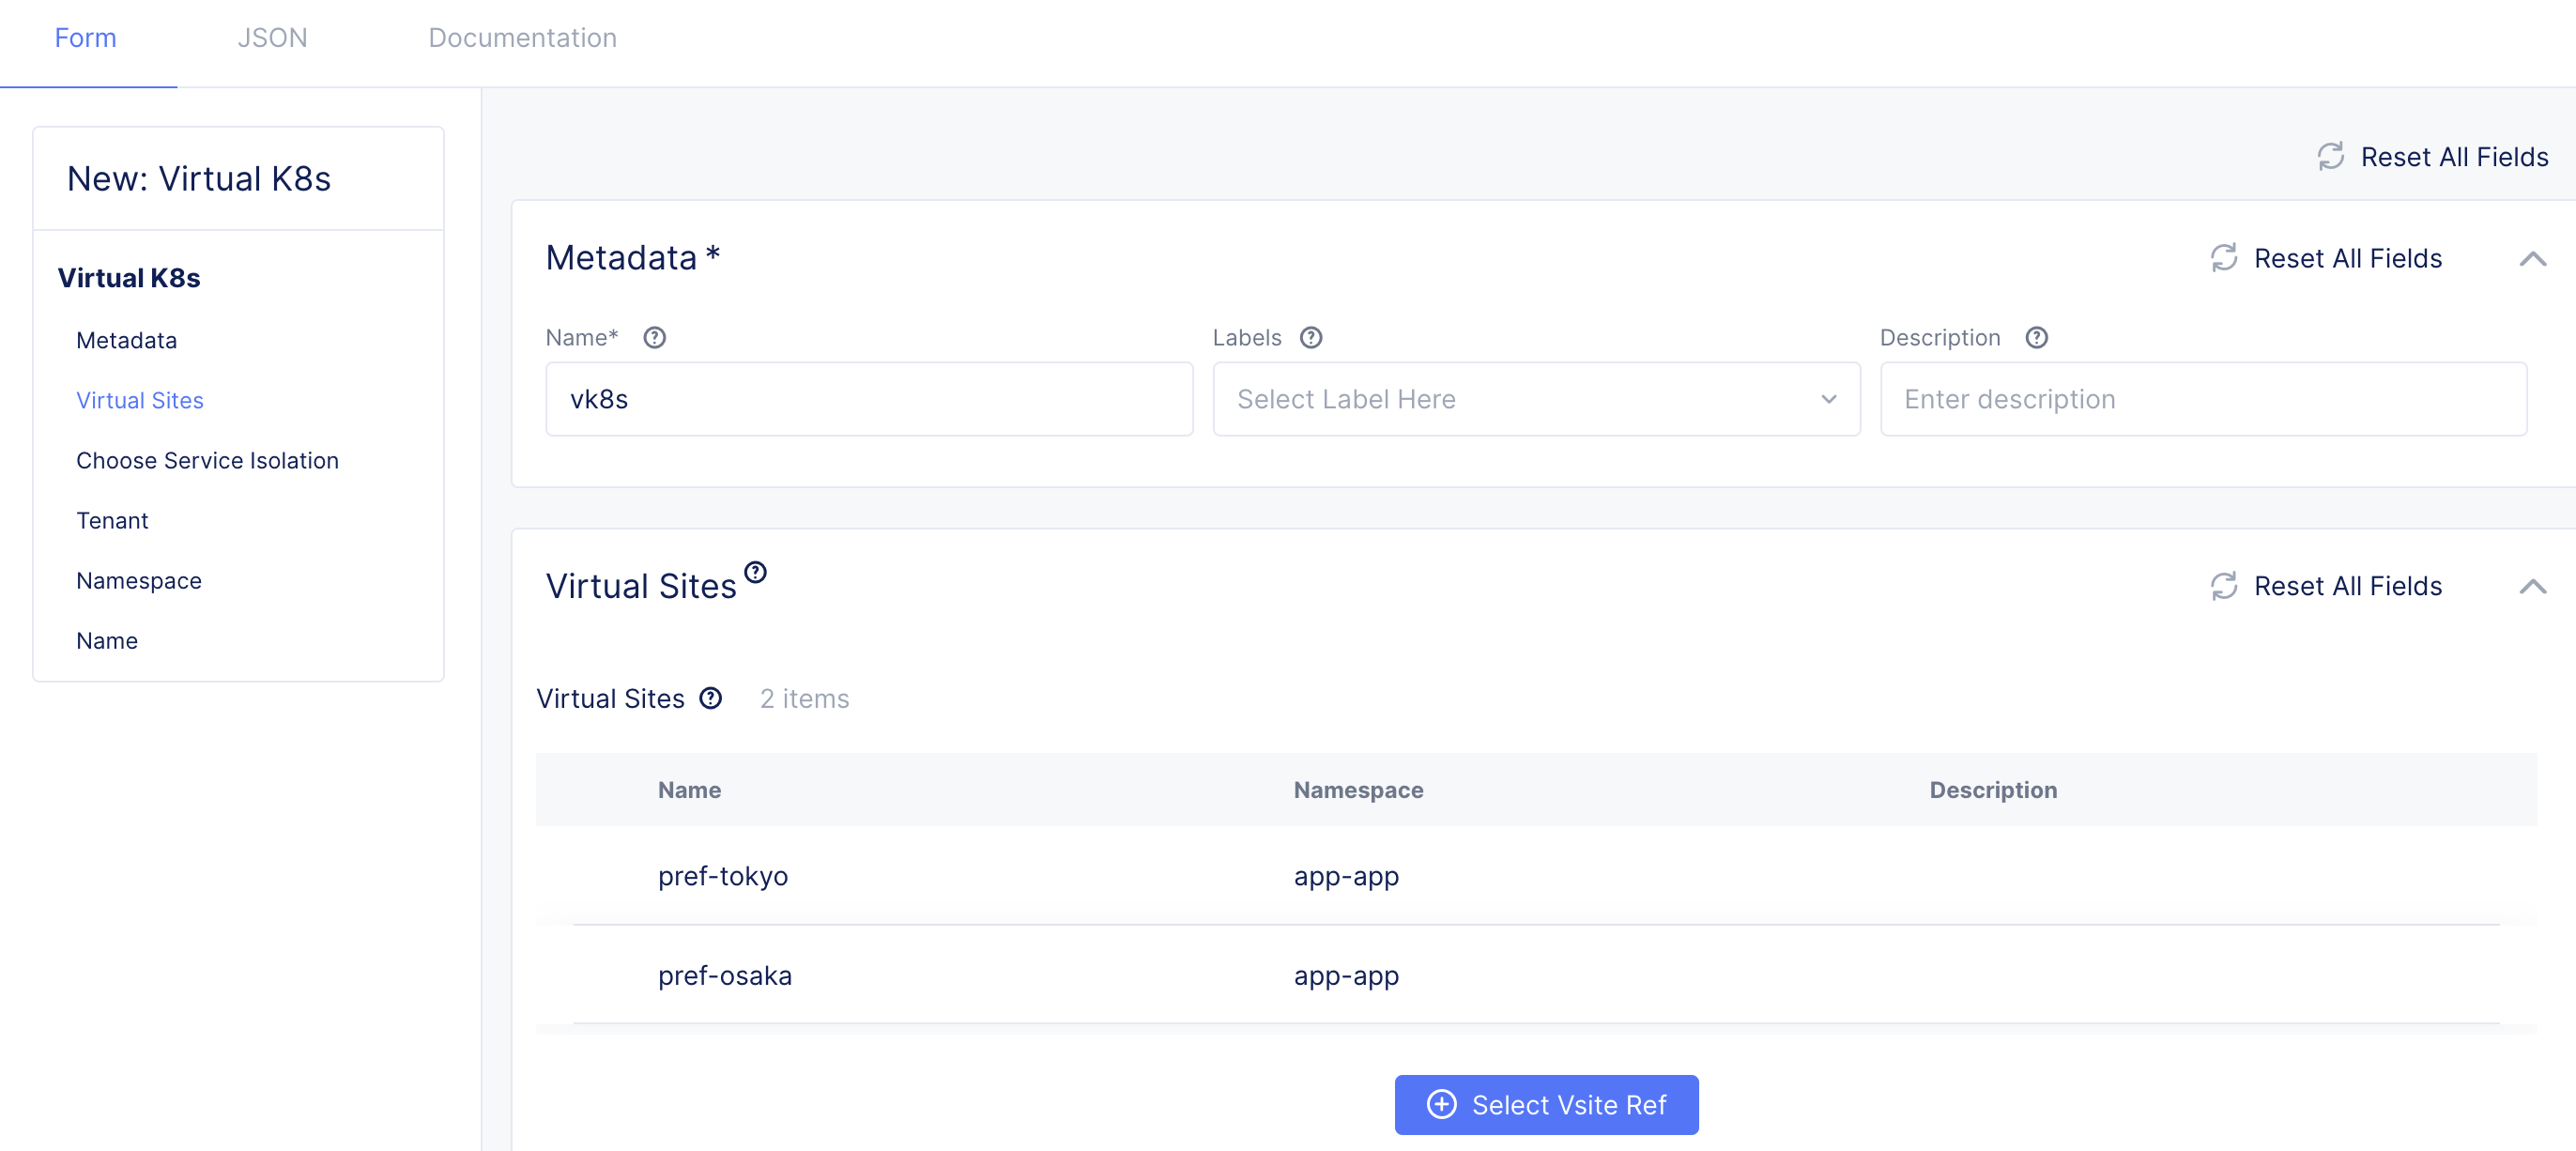 Form JSON Documentation
New: Virtual K8s
Virtual K8s
Metadata
Virtual Sites
Choose Service Isolation
Tenant
Namespace
Name
Reset All Fields
Metadata * Reset All Fields
Name* Labels Description
vk8s Select Label Here Enter description
Virtual Sites Reset All Fields
Virtual Sites 2 items
Name Namespace Description
pref-tokyo app-app
pref-osaka app-app
Select Vsite Ref